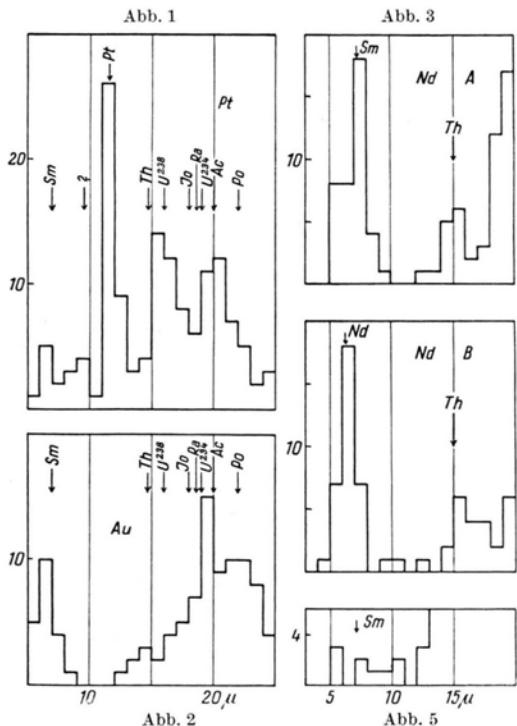 Abb. 1
Pt
Pt
20
Sm
?
Th
U238
Jo
Ra
U234
Ac
Po
10
Sm
Th
U238
Jo
Ra
U234
Ac
Po
Au
10
10
20 µ
Abb. 2
Abb. 3
Sm
Nd A
Th
10
Nd
Nd B
Th
10
Sm
4
5
10
15 µ
Abb. 5